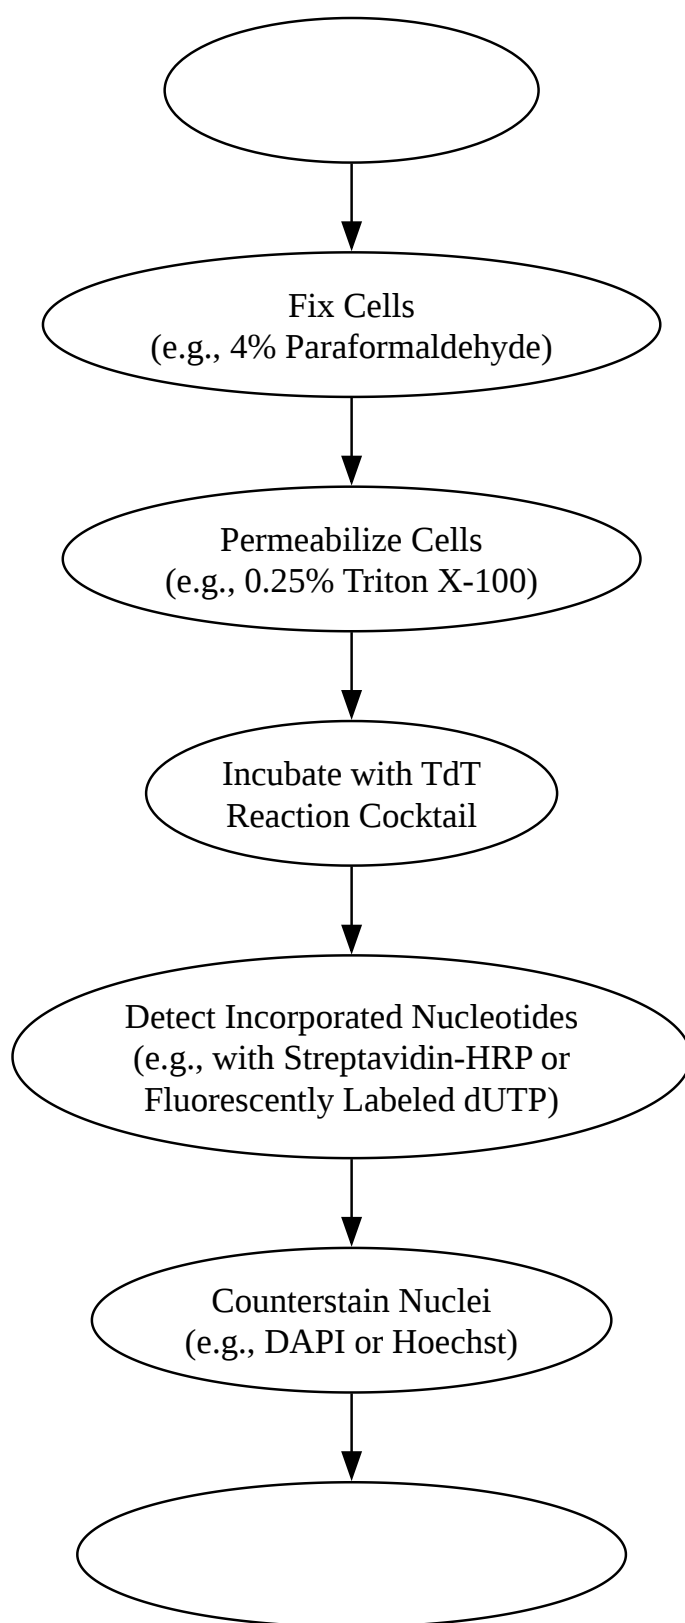 Fix Cells
(e.g., 4% Paraformaldehyde)
Permeabilize Cells
(e.g., 0.25% Triton X-100)
Incubate with TdT
Reaction Cocktail
Detect Incorporated Nucleotides
(e.g., with Streptavidin-HRP or
Fluorescently Labeled dUTP)
Counterstain Nuclei
(e.g., DAPI or Hoechst)